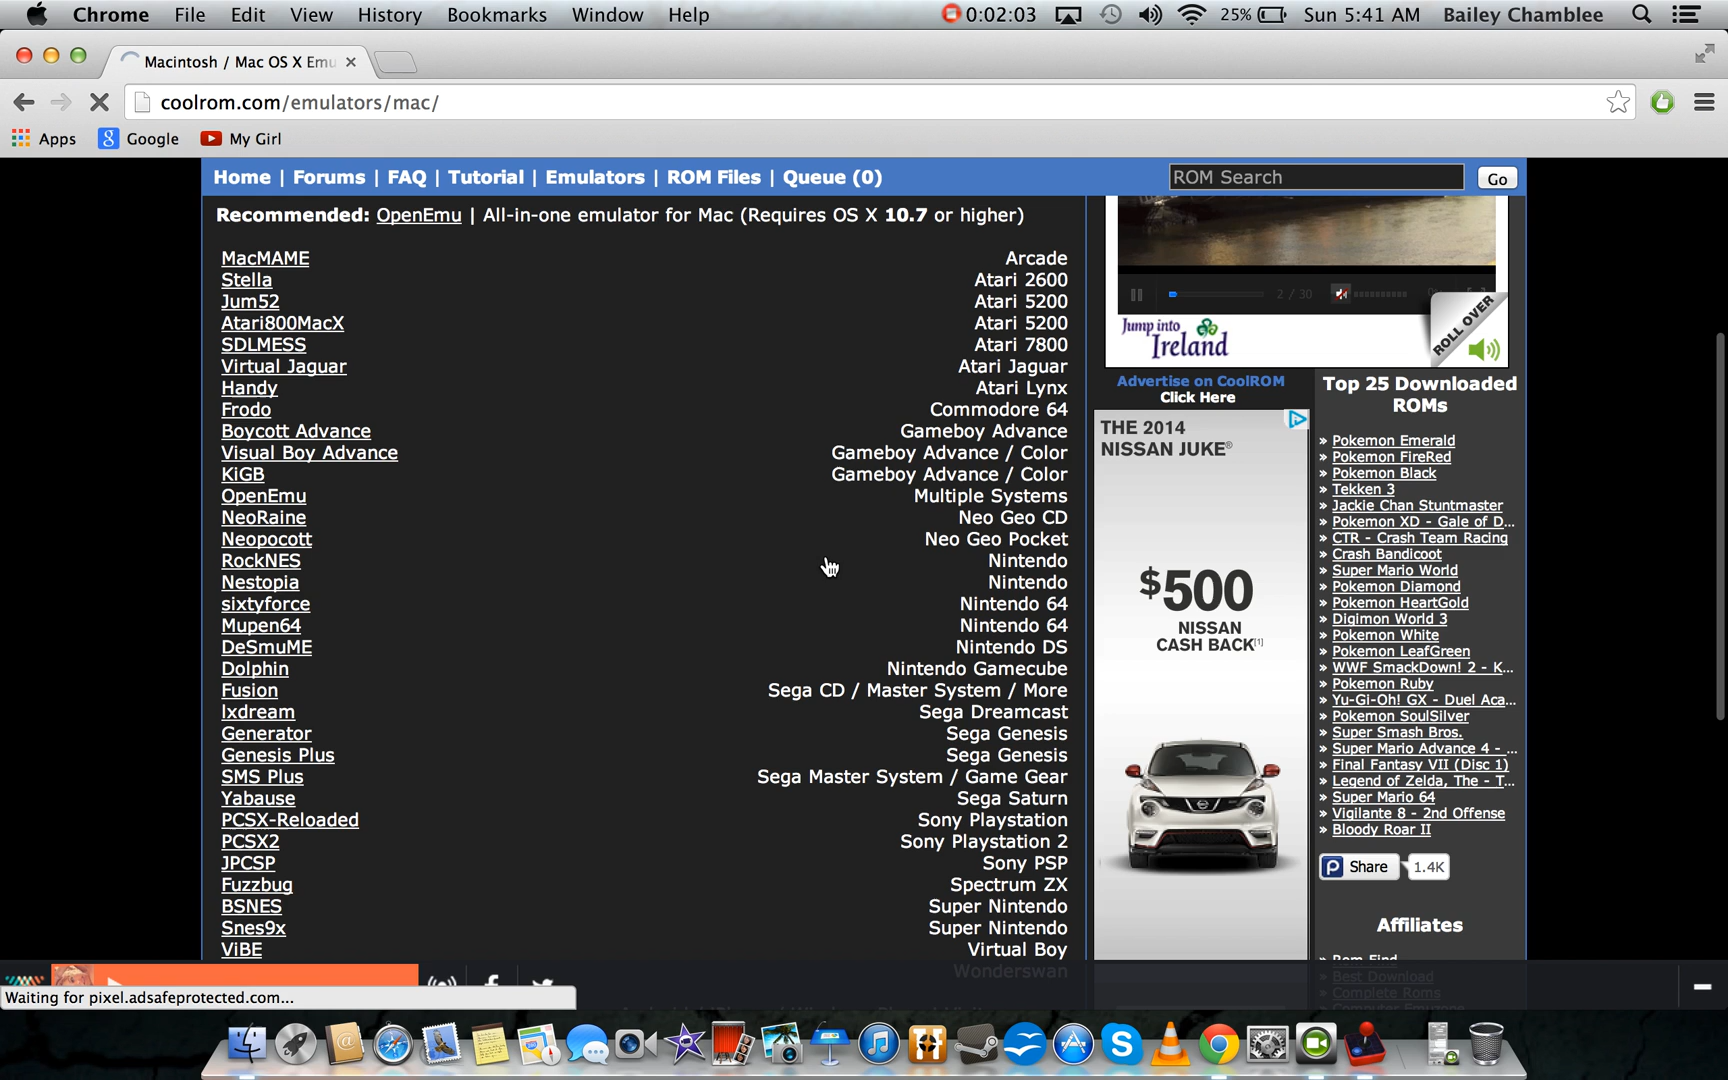 Chrome File Edit View History Bookmarks Window Help 0:02:03 25% Sun 5:41 AM Bailey Chamblee
Macintosh / Mac OS X Emu
coolrom.com/emulators/mac/
Apps Google My Girl
Home | Forums | FAQ | Tutorial | Emulators | ROM Files | Queue (0) ROM Search Go
Recommended: OpenEmu | All-in-one emulator for Mac (Requires OS X 10.7 or higher)
MacMAME Arcade
Stella Atari 2600
Jum52 Atari 5200
Atari800MacX Atari 5200
SDLMESS Atari 7800
Virtual Jaguar Atari Jaguar
Handy Atari Lynx
Frodo Commodore 64
Boycott Advance Gameboy Advance
Visual Boy Advance Gameboy Advance / Color
KiGB Gameboy Advance / Color
OpenEmu Multiple Systems
NeoRaine Neo Geo CD
Neopocott Neo Geo Pocket
RockNES Nintendo
Nestopia Nintendo
sixtyforce Nintendo 64
Mupen64 Nintendo 64
DeSmuME Nintendo DS
Dolphin Nintendo Gamecube
Fusion Sega CD / Master System / More
Ixdream Sega Dreamcast
Generator Sega Genesis
Genesis Plus Sega Genesis
SMS Plus Sega Master System / Game Gear
Yabause Sega Saturn
PCSX-Reloaded Sony Playstation
PCSX2 Sony Playstation 2
JPCSP Sony PSP
Fuzzbug Spectrum ZX
BSNES Super Nintendo
Snes9x Super Nintendo
ViBE Virtual Boy
Wonderswan
2 / 30
Jump into
Ireland
ROLL OVER
Advertise on CoolROM
Click Here
THE 2014
NISSAN JUKE®
$500
NISSAN
CASH BACK[1]
Top 25 Downloaded
ROMs
» Pokemon Emerald
» Pokemon FireRed
» Pokemon Black
» Tekken 3
» Jackie Chan Stuntmaster
» Pokemon XD - Gale of D...
» CTR - Crash Team Racing
» Crash Bandicoot
» Super Mario World
» Pokemon Diamond
» Pokemon HeartGold
» Digimon World 3
» Pokemon White
» Pokemon LeafGreen
» WWF SmackDown! 2 - K...
» Pokemon Ruby
» Yu-Gi-Oh! GX - Duel Aca...
» Pokemon SoulSilver
» Super Smash Bros.
» Super Mario Advance 4 - ...
» Final Fantasy VII (Disc 1)
» Legend of Zelda, The - T...
» Super Mario 64
» Vigilante 8 - 2nd Offense
» Bloody Roar II
Share 1.4K
Affiliates
» Rom Find
» Best Download
» Complete Roms
Waiting for pixel.adsafeprotected.com...